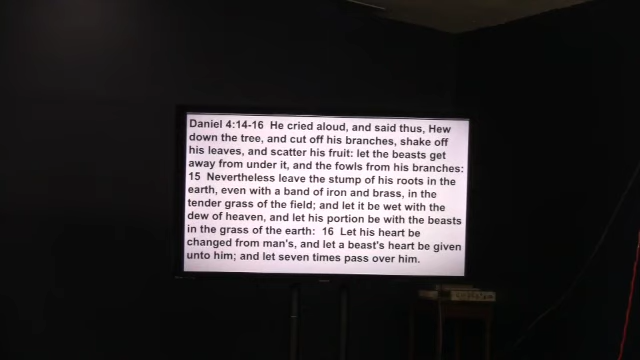 Daniel 4:14-16  He cried aloud, and said thus, Hew
down the tree, and cut off his branches, shake off
his leaves, and scatter his fruit: let the beasts get
away from under it, and the fowls from his branches:
15  Nevertheless leave the stump of his roots in the
earth, even with a band of iron and brass, in the
tender grass of the field; and let it be wet with the
dew of heaven, and let his portion be with the beasts
in the grass of the earth:  16  Let his heart be
changed from man's, and let a beast's heart be given
unto him; and let seven times pass over him.